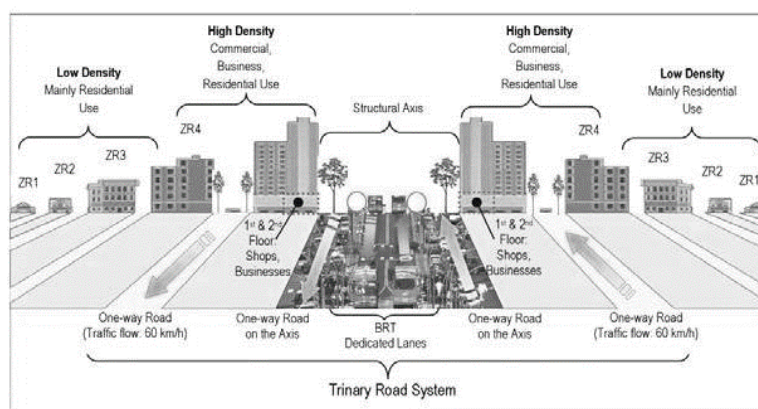 High Density
Commercial,
Business,
Residential Use
High Density
Commercial,
Business,
Residential Use
Low Density
Mainly Residential
Use
Low Density
Mainly Residential
Use
Structural Axis
ZR4
ZR4
ZR3
ZR2
ZR1
ZR3
ZR2
ZR1
1st & 2nd
Floor:
Shops,
Businesses
1st & 2nd
Floor:
Shops,
Businesses
One-way Road
(Traffic flow: 60 km/h)
One-way Road
on the Axis
BRT
Dedicated Lanes
One-way Road
on the Axis
One-way Road
(Traffic flow: 60 km/h)
Trinary Road System